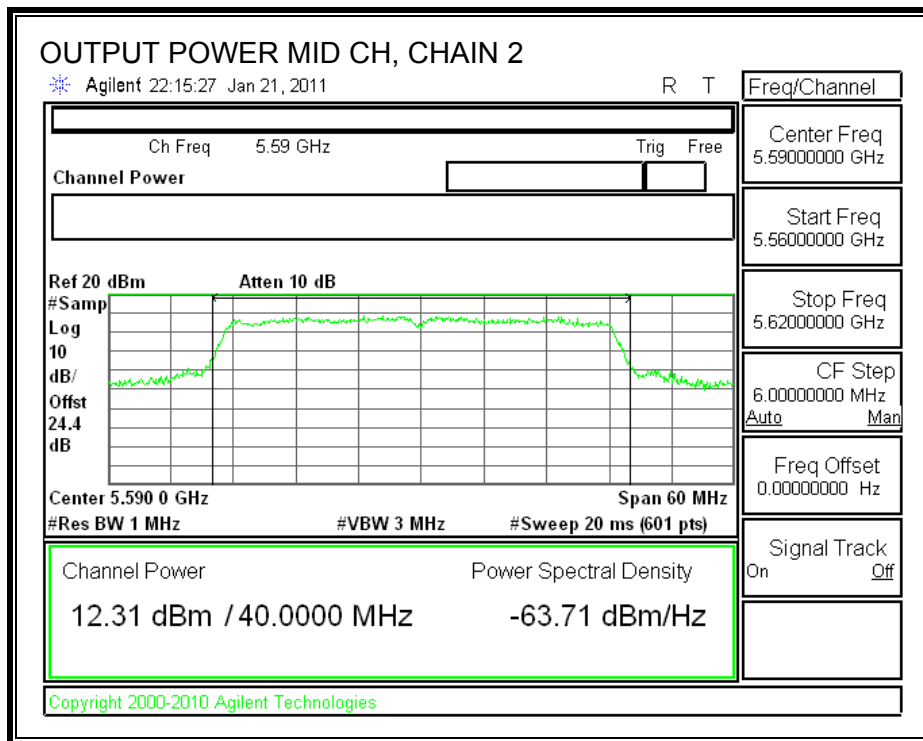 OUTPUT POWER MID CH, CHAIN 2
Agilent 22:15:27 Jan 21, 2011 R T
Freq/Channel
Ch Freq 5.59 GHz Trig Free
Channel Power
Center Freq
5.59000000 GHz
Start Freq
5.56000000 GHz
Stop Freq
5.62000000 GHz
CF Step
6.00000000 MHz
Auto Man
Freq Offset
0.00000000 Hz
Signal Track
On Off
Ref 20 dBm Atten 10 dB
#Samp
Log
10
dB/
Offst
24.4
dB
Center 5.590 0 GHz Span 60 MHz
#Res BW 1 MHz #VBW 3 MHz #Sweep 20 ms (601 pts)
Channel Power Power Spectral Density
12.31 dBm / 40.0000 MHz -63.71 dBm/Hz
Copyright 2000-2010 Agilent Technologies